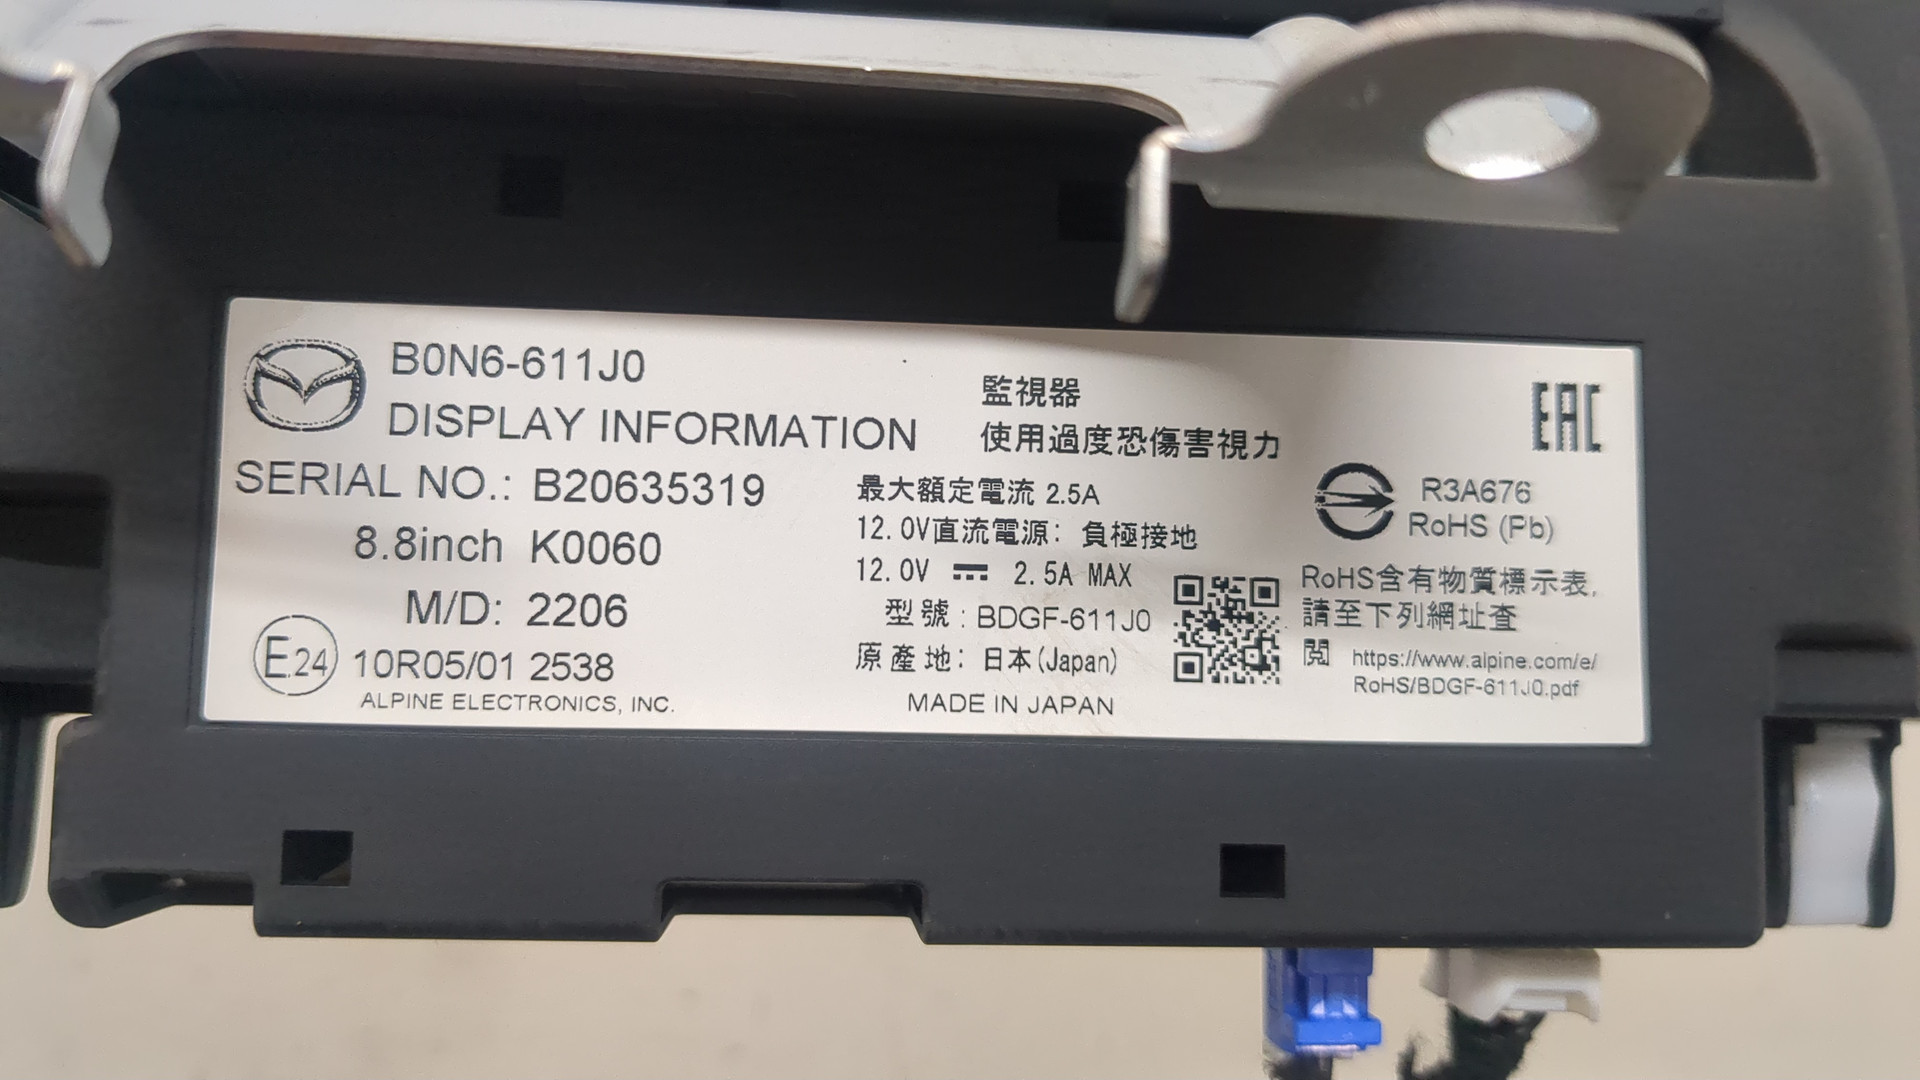 B0N6-611J0
DISPLAY INFORMATION
SERIAL NO.: B20635319
8.8inch K0060
M/D: 2206
E24 10R05/01 2538
ALPINE ELECTRONICS, INC.
監視器
使用過度恐傷害視力
最大額定電流 2.5A
12.0V直流電源: 負極接地
12.0V ⎓ 2.5A MAX
型號: BDGF-611J0
原產地: 日本(Japan)
MADE IN JAPAN
EAC
R3A676
RoHS (Pb)
RoHS含有物質標示表,
請至下列網址查
閱 https://www.alpine.com/e/
RoHS/BDGF-611J0.pdf